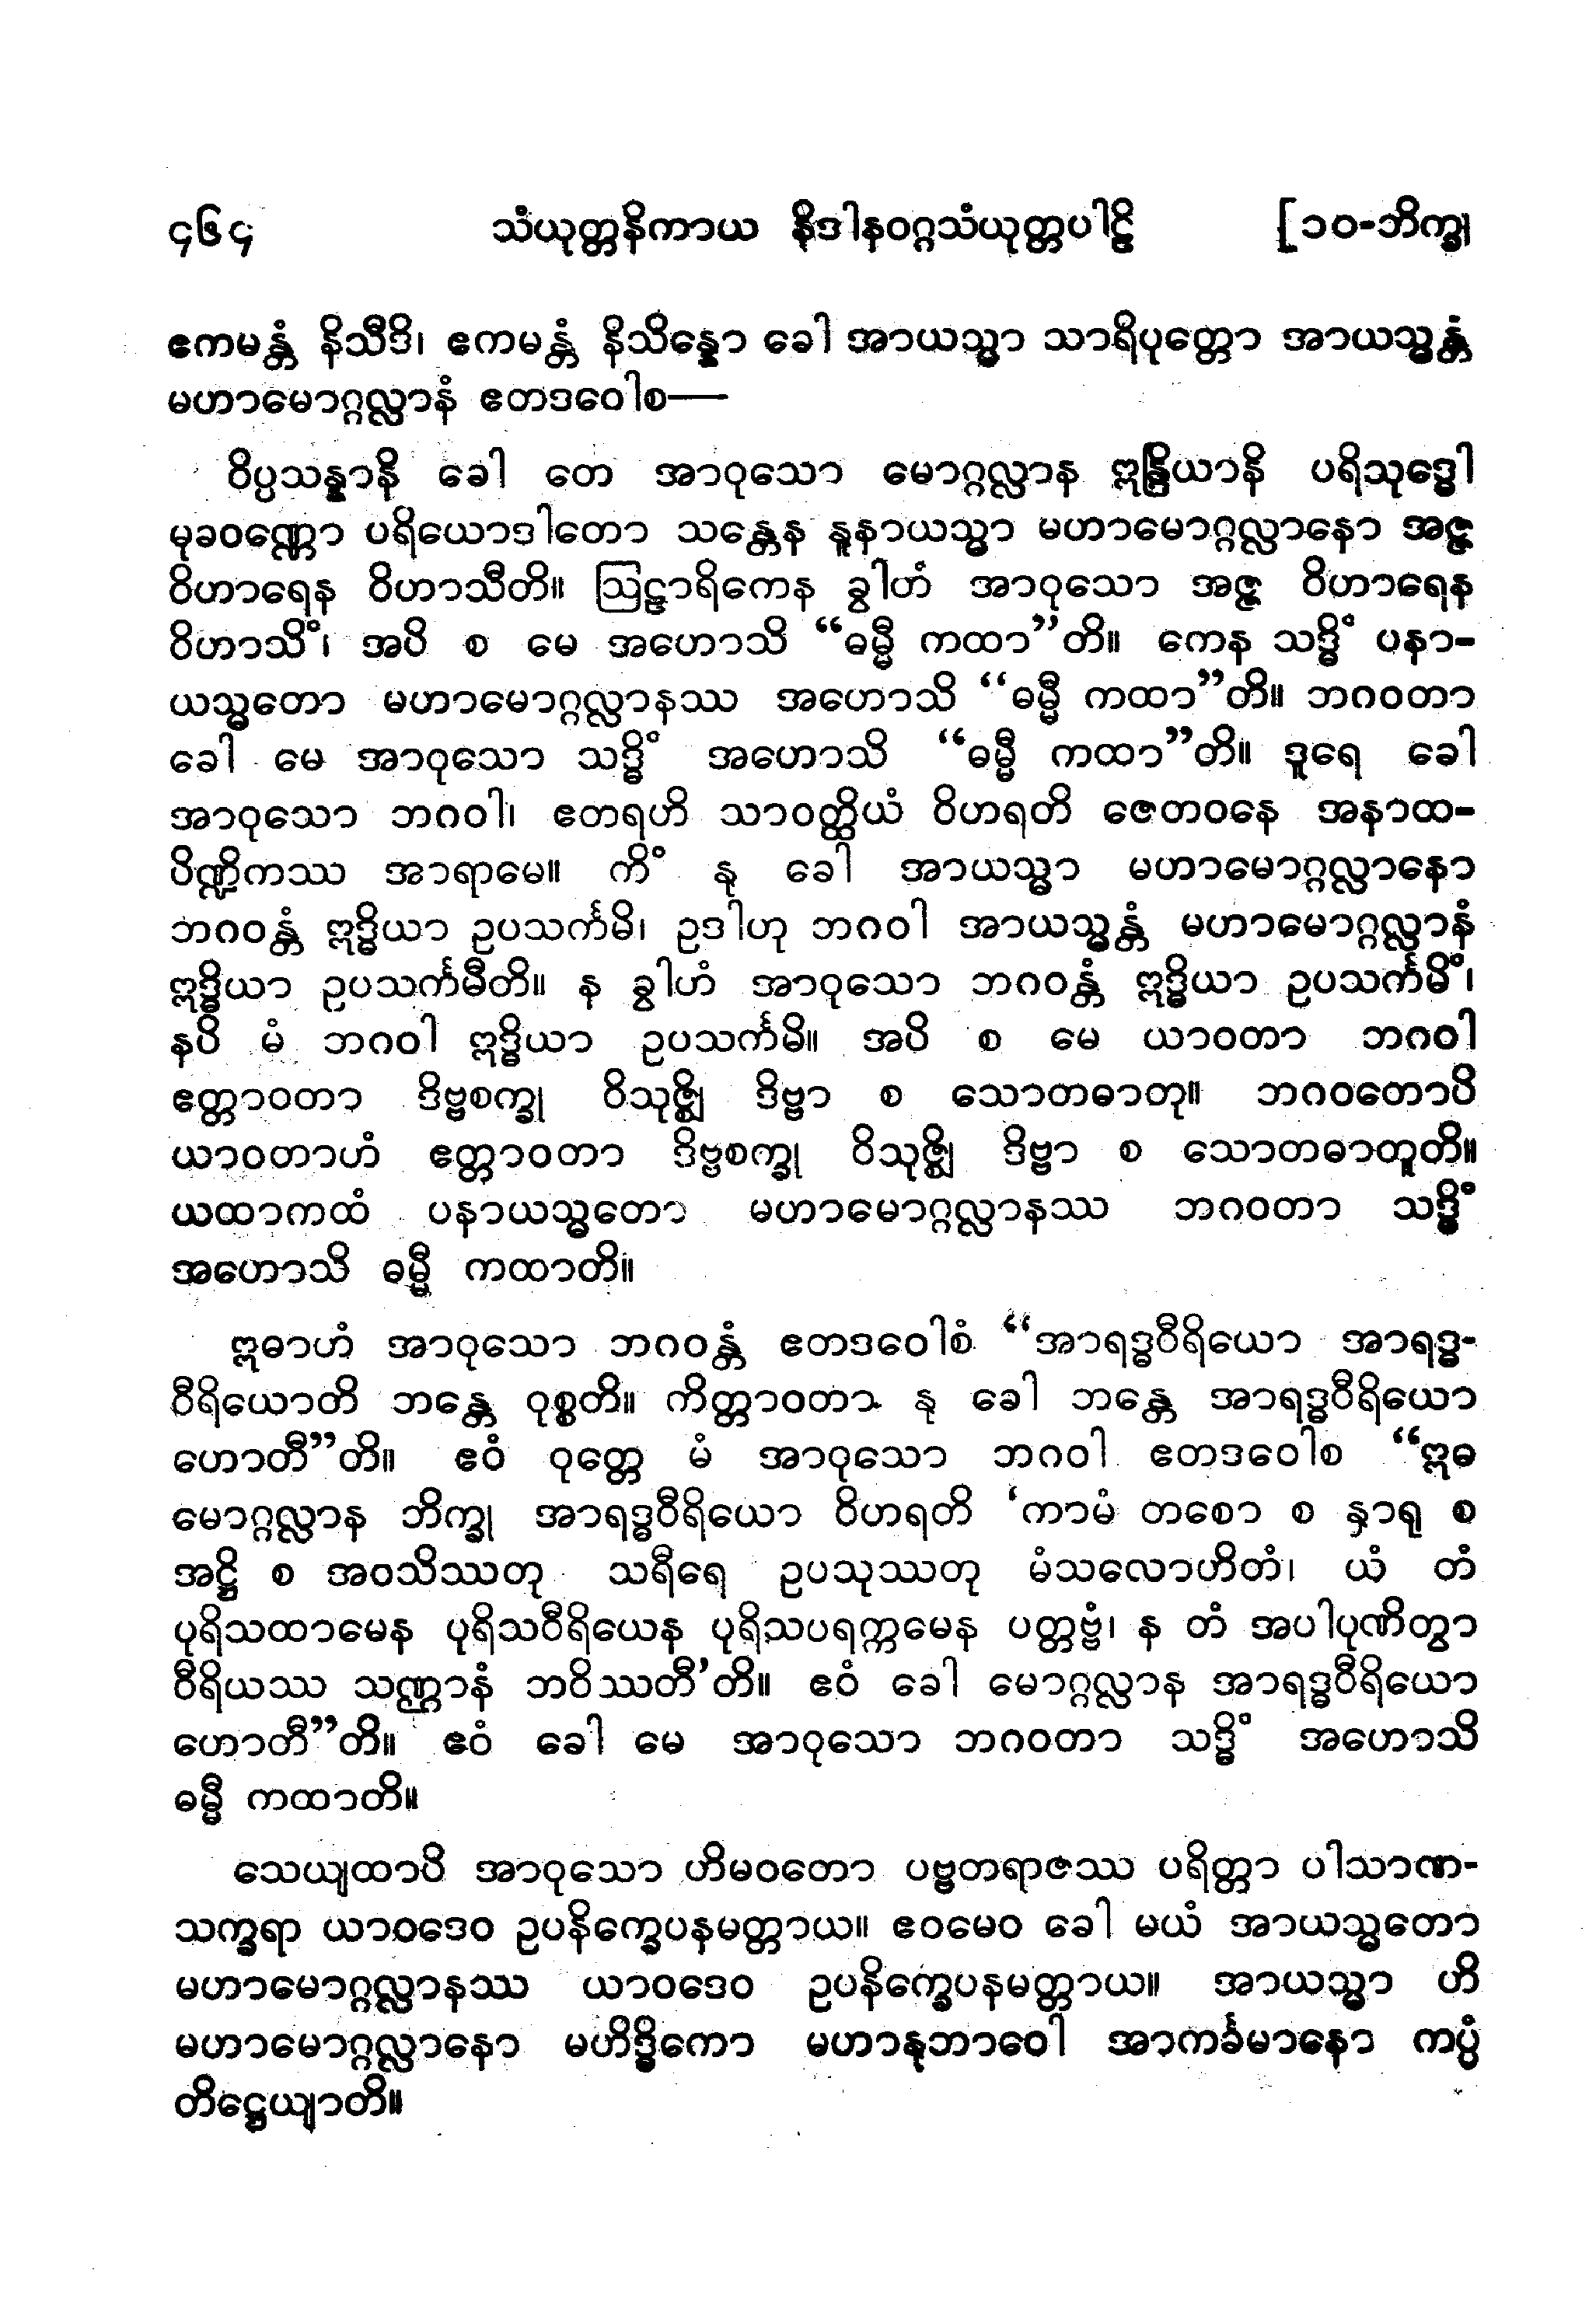 ၄၆၄ သံယုတ္တနိကာယ နိဒါနဝဂ္ဂသံယုတ္တပါဠိ [၁၀-ဘိက္ခု
ဧကမန္တံ နိသီဒိ၊ ဧကမန္တံ နိသိန္နော ခေါ အာယသ္မာ သာရိပုတ္တော အာယသ္မန္တံ
မဟာမောဂ္ဂလ္လာနံ ဧတဒဝေါစ—
ဝိပ္ပသန္နာနိ ခေါ တေ အာဝုသော မောဂ္ဂလ္လာန ဣန္ဒြိယာနိ ပရိသုဒ္ဓေါ
မုခဝဏ္ဏော ပရိယောဒါတော သန္တေန နူနာယသ္မာ မဟာမောဂ္ဂလ္လာနော အဇ္ဇ
ဝိဟာရေန ဝိဟာသီတိ။ ဩဠာရိကေန ခွါဟံ အာဝုသော အဇ္ဇ ဝိဟာရေန
ဝိဟာသိံ၊ အပိ စ မေ အဟောသိ “ဓမ္မီ ကထာ”တိ။ ကေန သဒ္ဓိံ ပနာ-
ယသ္မတော မဟာမောဂ္ဂလ္လာနဿ အဟောသိ “ဓမ္မီ ကထာ”တိ။ ဘဂဝတာ
ခေါ မေ အာဝုသော သဒ္ဓိံ အဟောသိ “ဓမ္မီ ကထာ”တိ။ ဒူရေ ခေါ
အာဝုသော ဘဂဝါ၊ ဧတရဟိ သာဝတ္ထိယံ ဝိဟရတိ ဇေတဝနေ အနာထ-
ပိဏ္ဍိကဿ အာရာမေ။ ကိံ နု ခေါ အာယသ္မာ မဟာမောဂ္ဂလ္လာနော
ဘဂဝန္တံ ဣဒ္ဓိယာ ဥပသင်္ကမိ၊ ဥဒါဟု ဘဂဝါ အာယသ္မန္တံ မဟာမောဂ္ဂလ္လာနံ
ဣဒ္ဓိယာ ဥပသင်္ကမီတိ။ န ခွါဟံ အာဝုသော ဘဂဝန္တံ ဣဒ္ဓိယာ ဥပသင်္ကမိံ၊
နပိ မံ ဘဂဝါ ဣဒ္ဓိယာ ဥပသင်္ကမိ။ အပိ စ မေ ယာဝတာ ဘဂဝါ
ဧတ္တာဝတာ ဒိဗ္ဗစက္ခု ဝိသုဇ္ဈိ ဒိဗ္ဗာ စ သောတဓာတု။ ဘဂဝတောပိ
ယာဝတာဟံ ဧတ္တာဝတာ ဒိဗ္ဗစက္ခု ဝိသုဇ္ဈိ ဒိဗ္ဗာ စ သောတဓာတူတိ။
ယထာကထံ ပနာယသ္မတော မဟာမောဂ္ဂလ္လာနဿ ဘဂဝတာ သဒ္ဓိံ
အဟောသိ ဓမ္မီ ကထာတိ။
ဣဓာဟံ အာဝုသော ဘဂဝန္တံ ဧတဒဝေါစံ “အာရဒ္ဓဝီရိယော အာရဒ္ဓ-
ဝီရိယောတိ ဘန္တေ ဝုစ္စတိ။ ကိတ္တာဝတာ နု ခေါ ဘန္တေ အာရဒ္ဓဝီရိယော
ဟောတီ”တိ။ ဧဝံ ဝုတ္တေ မံ အာဝုသော ဘဂဝါ ဧတဒဝေါစ “ဣဓ
မောဂ္ဂလ္လာန ဘိက္ခု အာရဒ္ဓဝီရိယော ဝိဟရတိ ‘ကာမံ တစော စ နှာရု စ
အဋ္ဌိ စ အဝသိဿတု သရီရေ ဥပသုဿတု မံသလောဟိတံ၊ ယံ တံ
ပုရိသထာမေန ပုရိသဝီရိယေန ပုရိသပရက္ကမေန ပတ္တဗ္ဗံ၊ န တံ အပါပုဏိတွာ
ဝီရိယဿ သဏ္ဌာနံ ဘဝိဿတီ’တိ။ ဧဝံ ခေါ မောဂ္ဂလ္လာန အာရဒ္ဓဝီရိယော
ဟောတီ”တိ။ ဧဝံ ခေါ မေ အာဝုသော ဘဂဝတာ သဒ္ဓိံ အဟောသိ
ဓမ္မီ ကထာတိ။
သေယျထာပိ အာဝုသော ဟိမဝတော ပဗ္ဗတရာဇဿ ပရိတ္တာ ပါသာဏ-
သက္ခရာ ယာဝဒေဝ ဥပနိက္ခေပနမတ္တာယ။ ဧဝမေဝ ခေါ မယံ အာယသ္မတော
မဟာမောဂ္ဂလ္လာနဿ ယာဝဒေဝ ဥပနိက္ခေပနမတ္တာယ။ အာယသ္မာ ဟိ
မဟာမောဂ္ဂလ္လာနော မဟိဒ္ဓိကော မဟာနုဘာဝေါ အာကင်္ခမာနော ကပ္ပံ
တိဋ္ဌေယျာတိ။